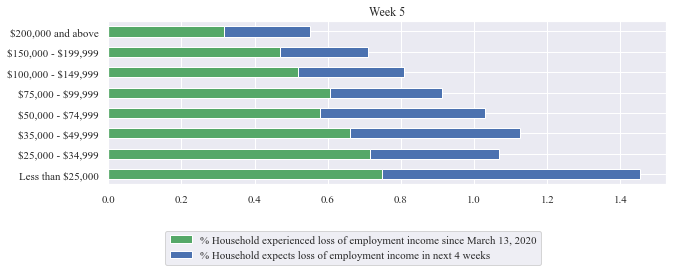 Week 5
$200,000 and above
$150,000 - $199,999
$100,000 - $149,999
$75,000 - $99,999
$50,000 - $74,999
$35,000 - $49,999
$25,000 - $34,999
Less than $25,000
0.0 0.2 0.4 0.6 0.8 1.0 1.2 1.4
% Household experienced loss of employment income since March 13, 2020
% Household expects loss of employment income in next 4 weeks